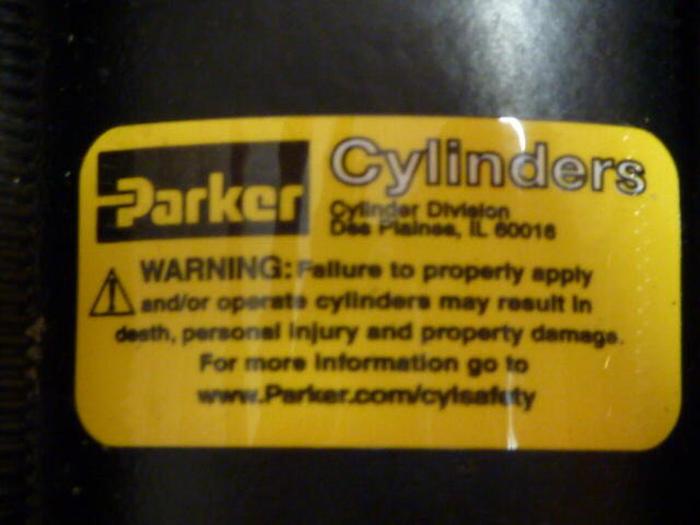 Parker
Cylinders
Cylinder Division
Des Plaines, IL 60016
WARNING: Failure to properly apply
and/or operate cylinders may result in
death, personal injury and property damage.
For more information go to
www.Parker.com/cylsafety